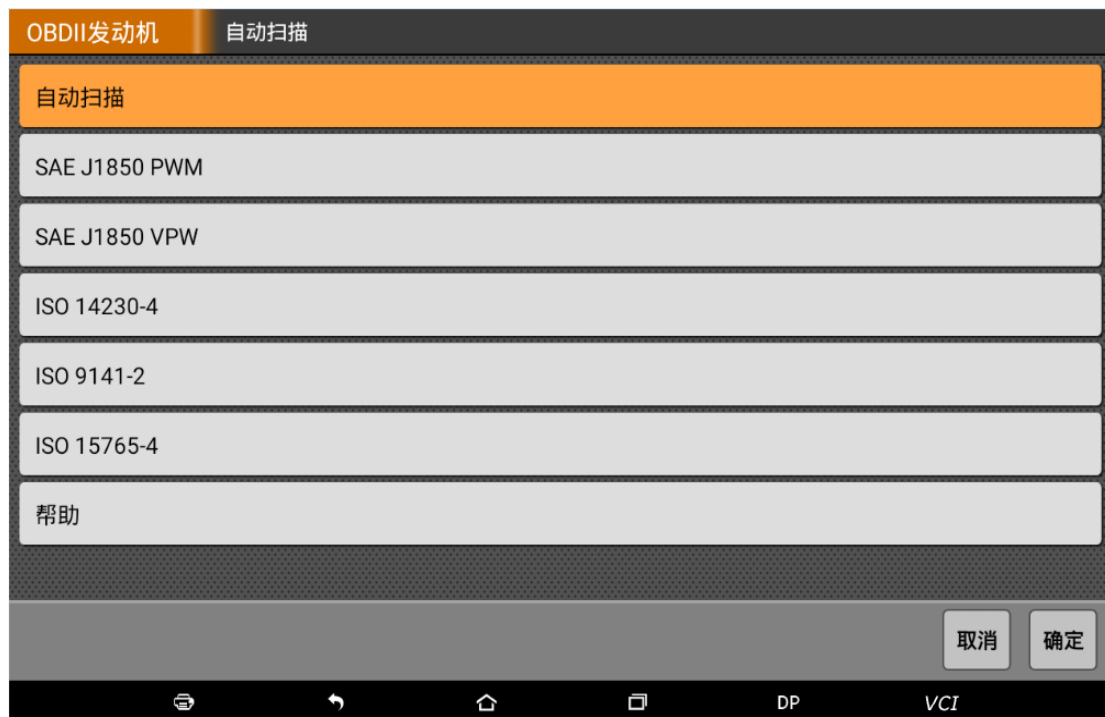 OBDII发动机 自动扫描
自动扫描
SAE J1850 PWM
SAE J1850 VPW
ISO 14230-4
ISO 9141-2
ISO 15765-4
帮助
取消 确定
DP VCI